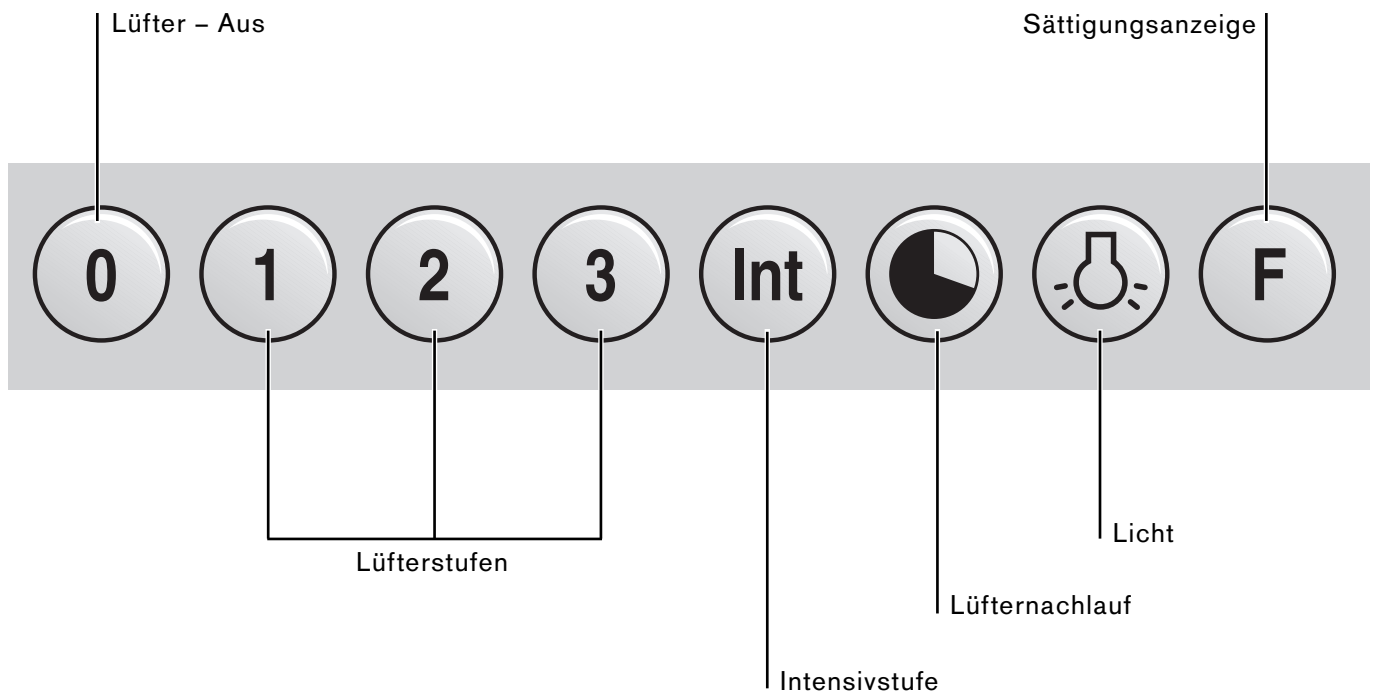 Lüfter – Aus
Sättigungsanzeige
0 1 2 3 Int F
Licht
Lüfterstufen
Lüfternachlauf
Intensivstufe